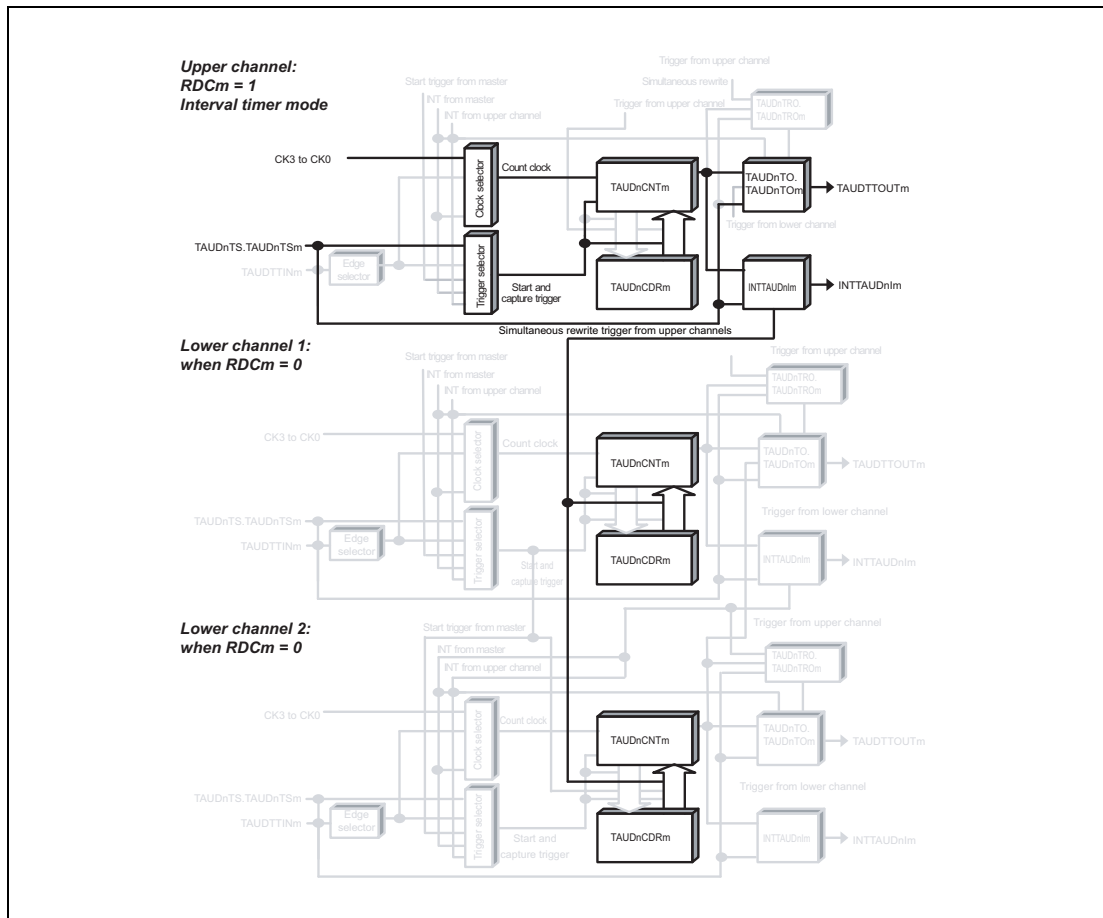 Upper channel:
RDCm = 1
Interval timer mode
Trigger from upper channel
Start trigger from master
Simultaneous rewrite
INT from master
Trigger from upper channel
INT from upper channel
TAUDnTRO.
TAUDnTROm
CK3 to CK0
Clock selector
Count clock
TAUDnCNTm
TAUDnTO.
TAUDnTOm
TAUDTTOUTm
Trigger from lower channel
TAUDnTS.TAUDnTSm
TAUDTTINm
Edge
selector
Trigger selector
Start and
capture trigger
TAUDnCDRm
INTTAUDnIm
INTTAUDnIm
Simultaneous rewrite trigger from upper channels
Lower channel 1:
when RDCm = 0
Start trigger from master
INT from master
INT from upper channel
Trigger from upper channel
TAUDnTRO.
TAUDnTROm
CK3 to CK0
Clock selector
Count clock
TAUDnCNTm
TAUDnTO.
TAUDnTOm
TAUDTTOUTm
Trigger from lower channel
TAUDnTS.TAUDnTSm
TAUDTTINm
Edge
selector
Trigger selector
Start and
capture trigger
TAUDnCDRm
INTTAUDnIm
INTTAUDnIm
Lower channel 2:
when RDCm = 0
Start trigger from master
INT from master
INT from upper channel
Trigger from upper channel
TAUDnTRO.
TAUDnTROm
CK3 to CK0
Clock selector
Count clock
TAUDnCNTm
TAUDnTO.
TAUDnTOm
TAUDTTOUTm
Trigger from lower channel
TAUDnTS.TAUDnTSm
TAUDTTINm
Edge
selector
Trigger selector
Start and
capture trigger
TAUDnCDRm
INTTAUDnIm
INTTAUDnIm